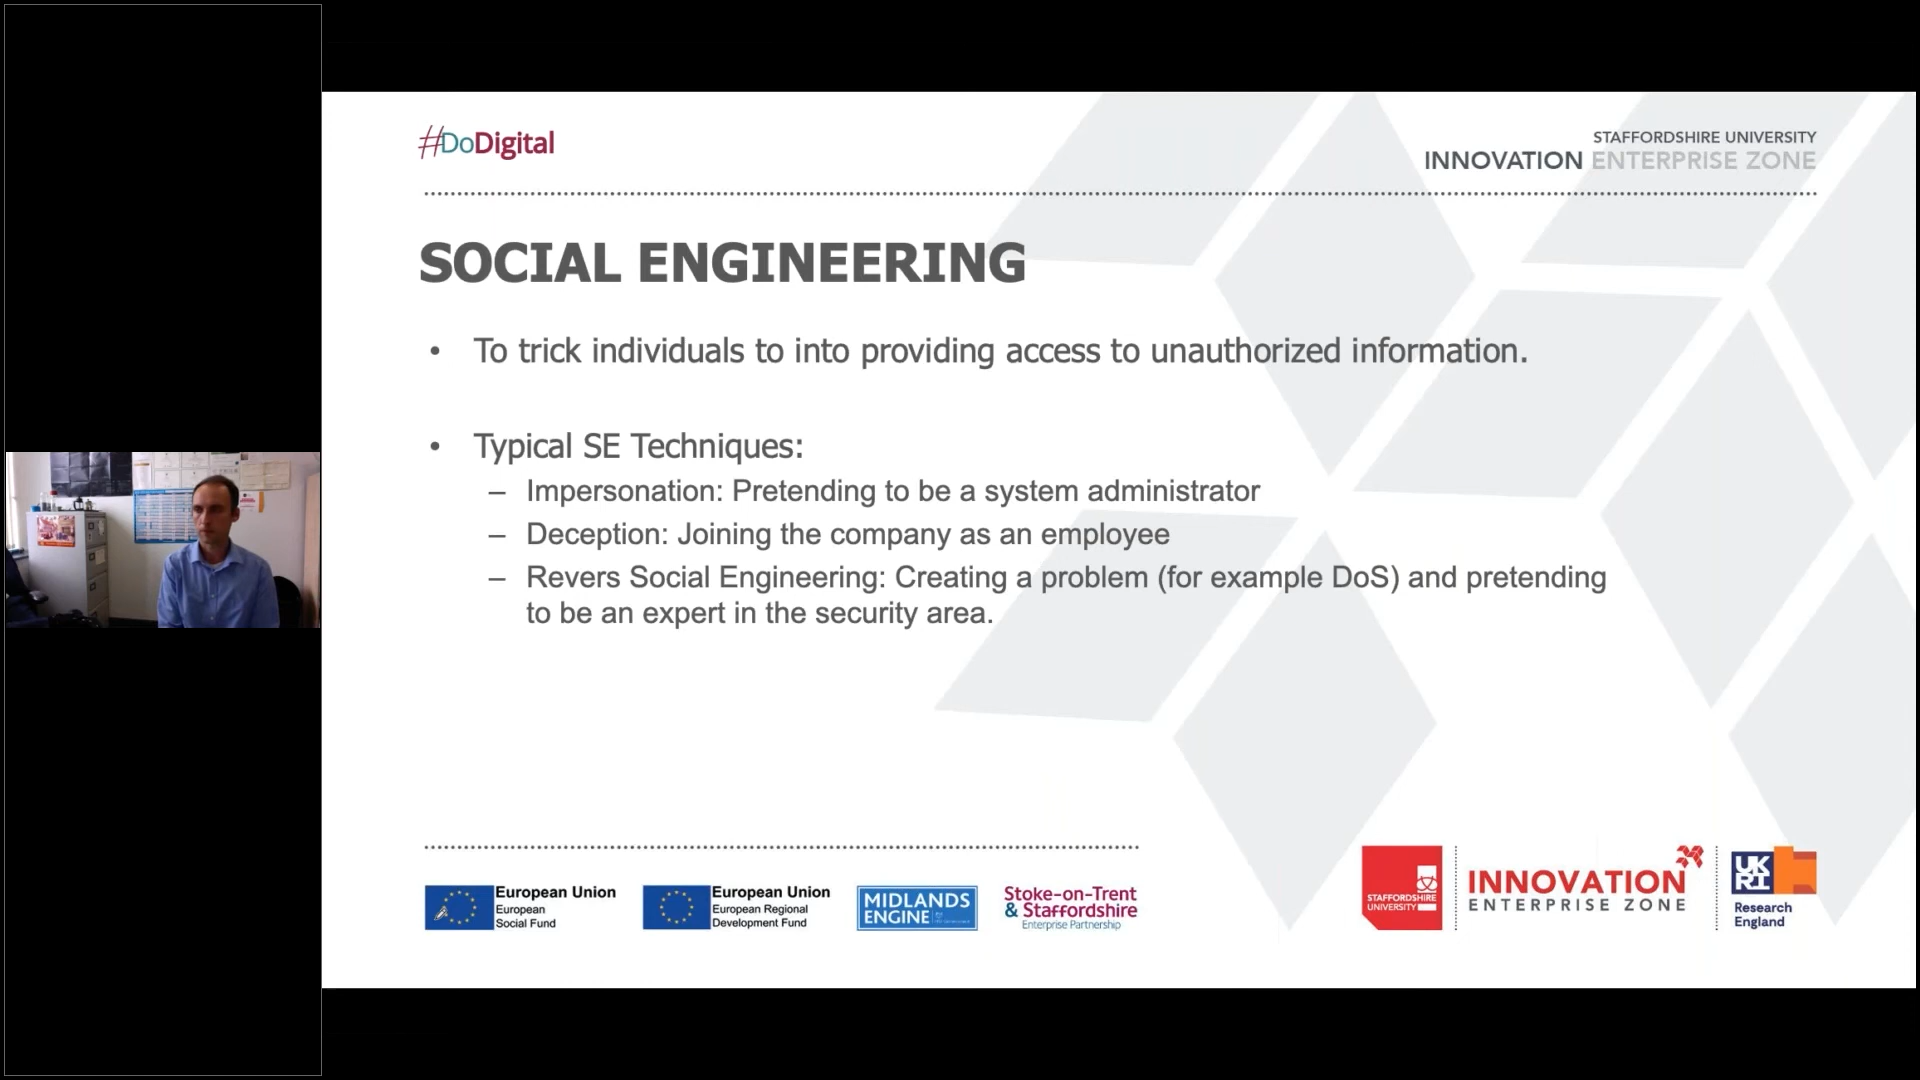 #DoDigital
STAFFORDSHIRE UNIVERSITY
INNOVATION ENTERPRISE ZONE
SOCIAL ENGINEERING
• To trick individuals to into providing access to unauthorized information.
• Typical SE Techniques:
– Impersonation: Pretending to be a system administrator
– Deception: Joining the company as an employee
– Revers Social Engineering: Creating a problem (for example DoS) and pretending
to be an expert in the security area.
European Union
European
Social Fund
European Union
European Regional
Development Fund
MIDLANDS
ENGINE
Stoke-on-Trent
& Staffordshire
Enterprise Partnership
STAFFORDSHIRE
UNIVERSITY
INNOVATION
ENTERPRISE ZONE
UK
RI
Research
England